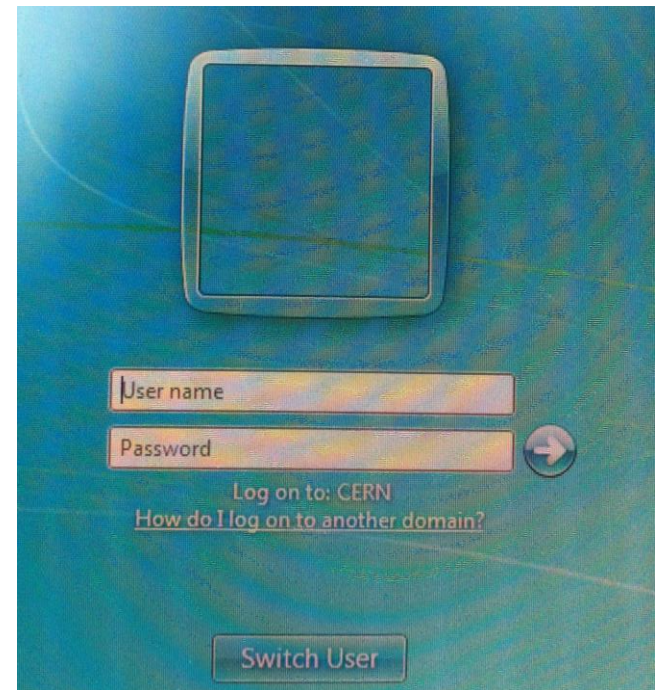 User name
Password
Log on to: CERN
How do I log on to another domain?
Switch User